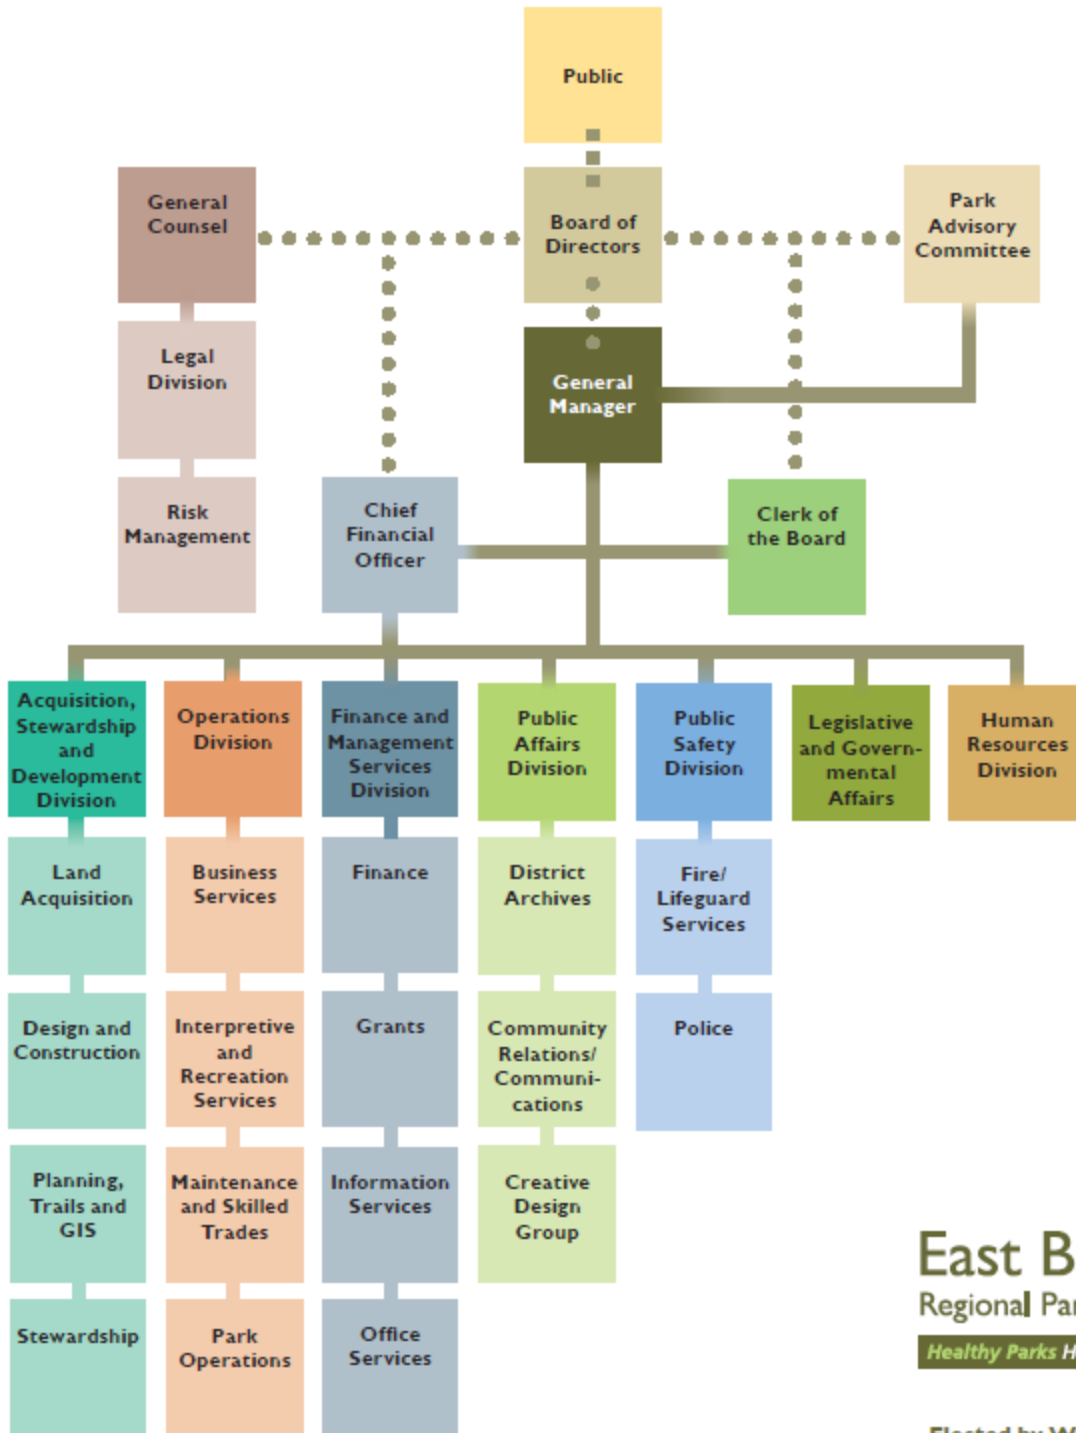 Public
General
Counsel
Board of
Directors
Park
Advisory
Committee
Legal
Division
General
Manager
Risk
Management
Chief
Financial
Officer
Clerk of
the Board
Acquisition,
Stewardship
and
Development
Division
Operations
Division
Finance and
Management
Services
Division
Public
Affairs
Division
Public
Safety
Division
Legislative
and Govern-
mental
Affairs
Human
Resources
Division
Land
Acquisition
Business
Services
Finance
District
Archives
Fire/
Lifeguard
Services
Design and
Construction
Interpretive
and
Recreation
Services
Grants
Community
Relations/
Communi-
cations
Police
Planning,
Trails and
GIS
Maintenance
and Skilled
Trades
Information
Services
Creative
Design
Group
Stewardship
Park
Operations
Office
Services
East B
Regional Par
Healthy Parks H
Elected by W